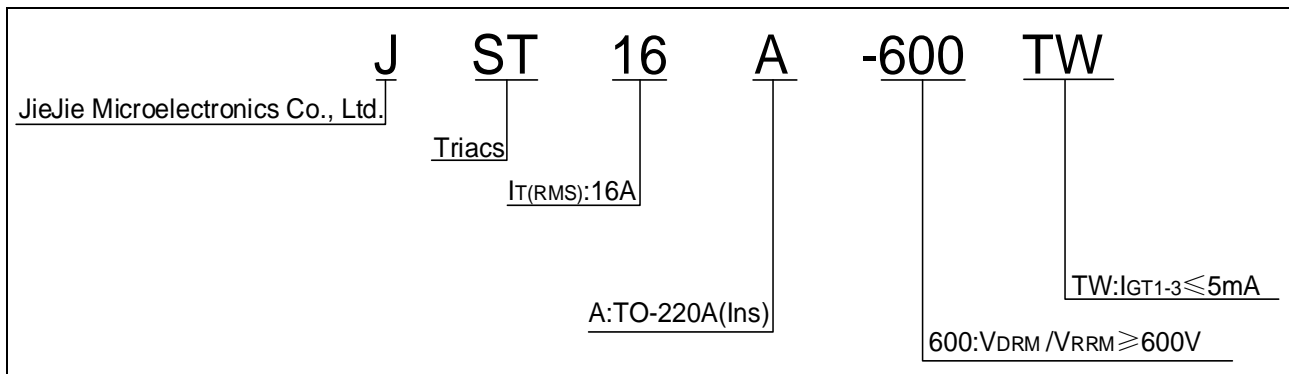 J ST 16 A -600 TW
JieJie Microelectronics Co., Ltd.
Triacs
IT(RMS):16A
TW:IGT1-3≤5mA
A:TO-220A(Ins)
600:VDRM /VRRM≥600V